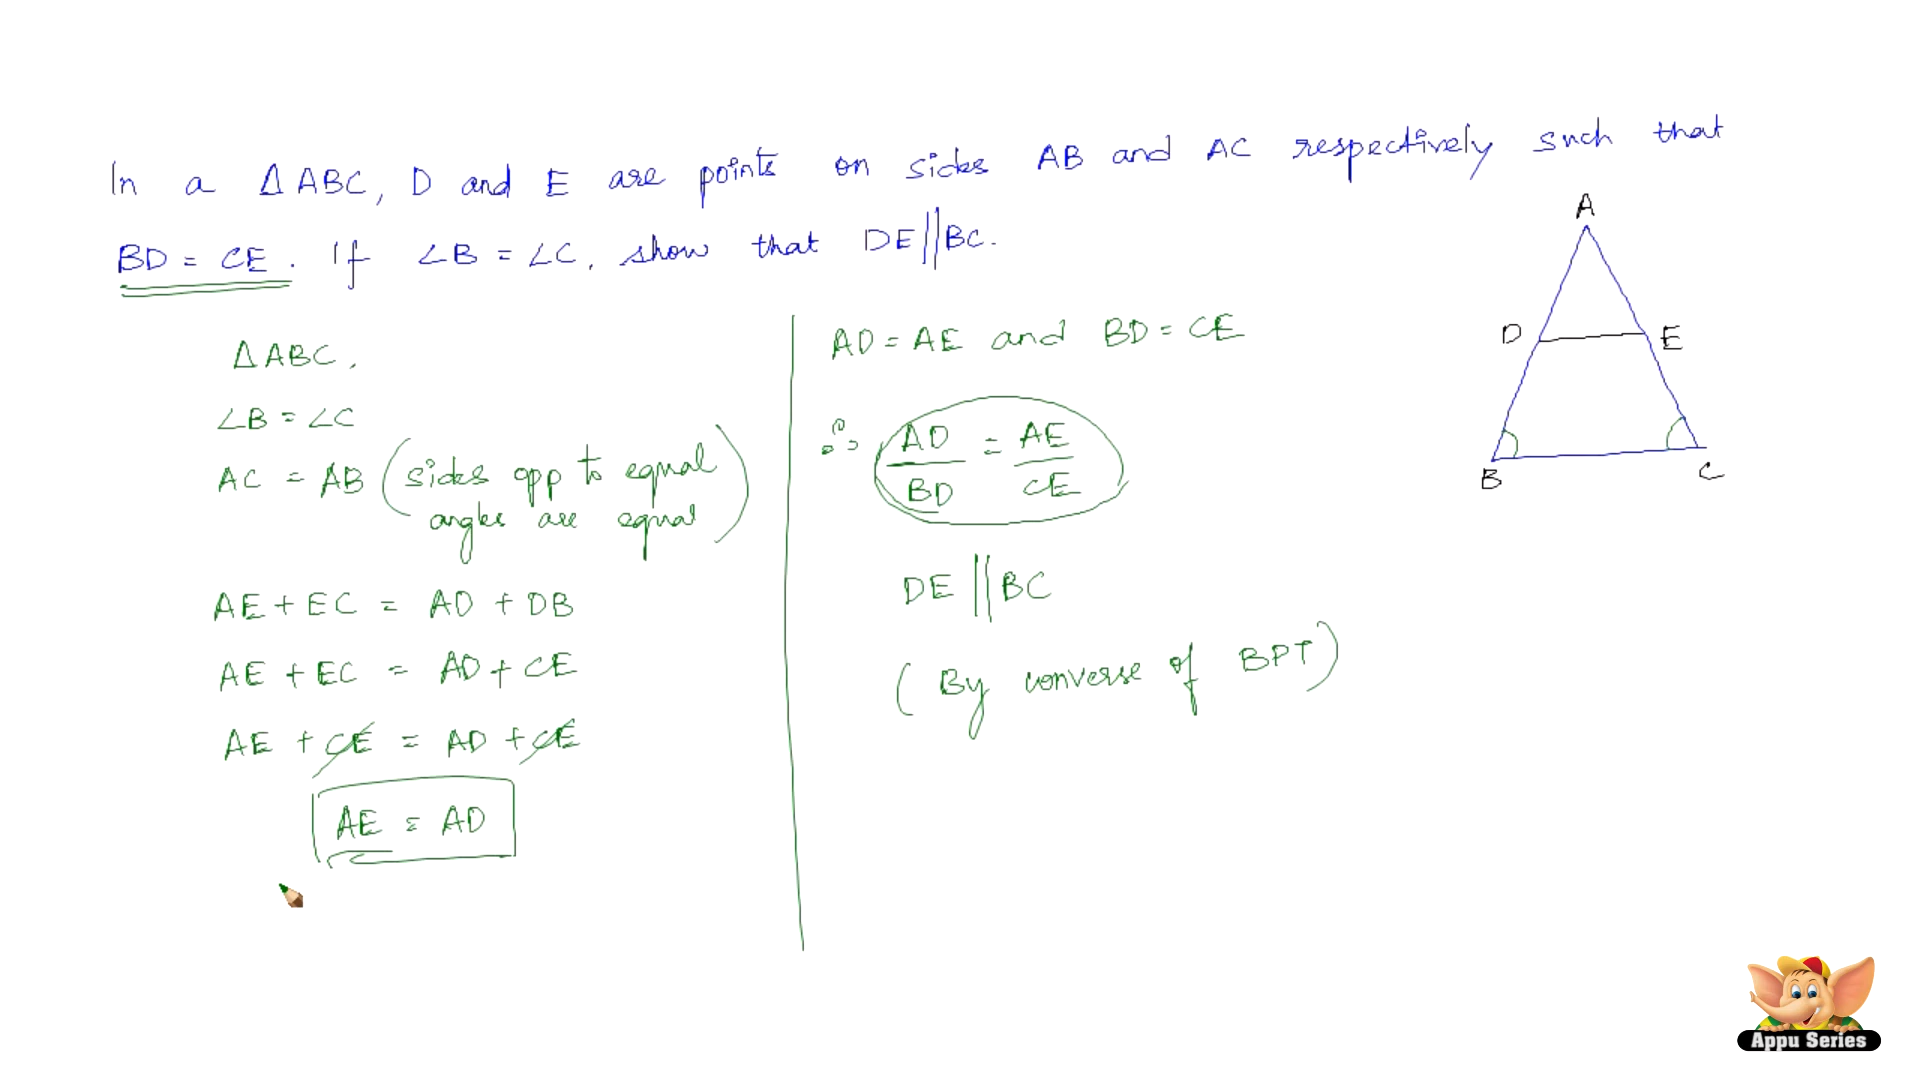 In a △ABC, D and E are points on sides AB and AC respectively such that
BD = CE. If ∠B = ∠C, show that DE||BC.
△ABC,
∠B = ∠C
AC = AB (sides opp to equal
angles are equal)
AE + EC = AD + DB
AE + EC = AD + CE
AE + CE = AD + CE
AE = AD
AD = AE and BD = CE
∴ AD/BD = AE/CE
DE || BC
(By converse of BPT)
A
D E
B C
Appu Series